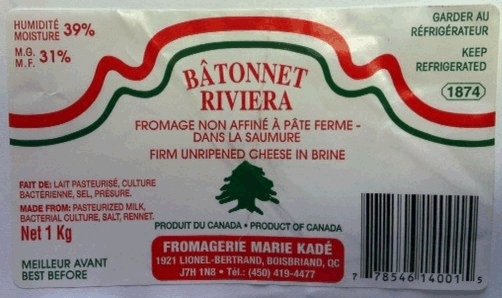 HUMIDITÉ
MOISTURE 39%
M.G.
M.F. 31%
GARDER AU
RÉFRIGÉRATEUR
KEEP
REFRIGERATED
1874
BÂTONNET
RIVIERA
FROMAGE NON AFFINÉ À PÂTE FERME -
DANS LA SAUMURE
FIRM UNRIPENED CHEESE IN BRINE
FAIT DE: LAIT PASTEURISÉ, CULTURE
BACTÉRIENNE, SEL, PRÉSURE.
MADE FROM: PASTEURIZED MILK,
BACTERIAL CULTURE, SALT, RENNET.
Net 1 Kg
PRODUIT DU CANADA • PRODUCT OF CANADA
FROMAGERIE MARIE KADÉ
1921 LIONEL-BERTRAND, BOISBRIAND, QC
J7H 1N8 • Tél.: (450) 419-4477
MEILLEUR AVANT
BEST BEFORE
7 78546 14001 5